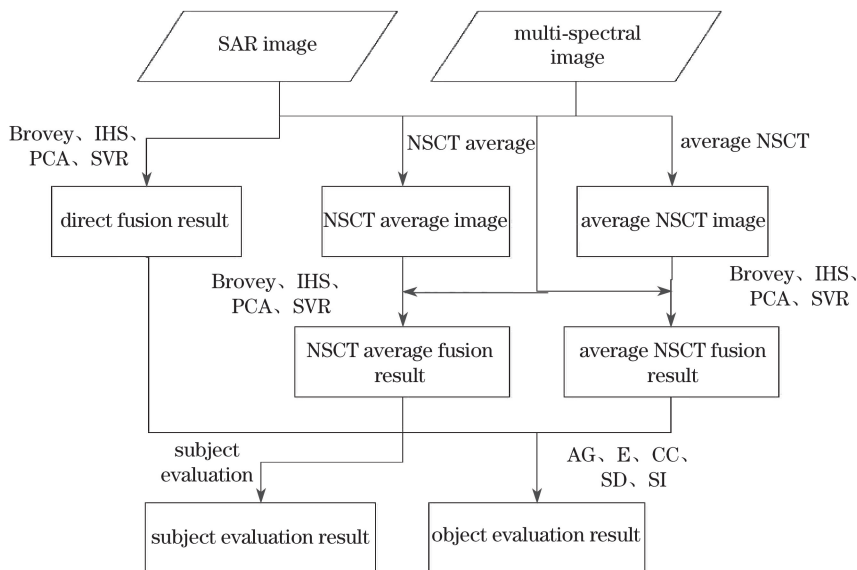 SAR image
multi-spectral
image
Brovey、IHS、
PCA、SVR
NSCT average
average NSCT
direct fusion result
NSCT average image
average NSCT image
Brovey、IHS、
PCA、SVR
Brovey、IHS、
PCA、SVR
NSCT average fusion
result
average NSCT fusion
result
subject
evaluation
AG、E、CC、
SD、SI
subject evaluation result
object evaluation result